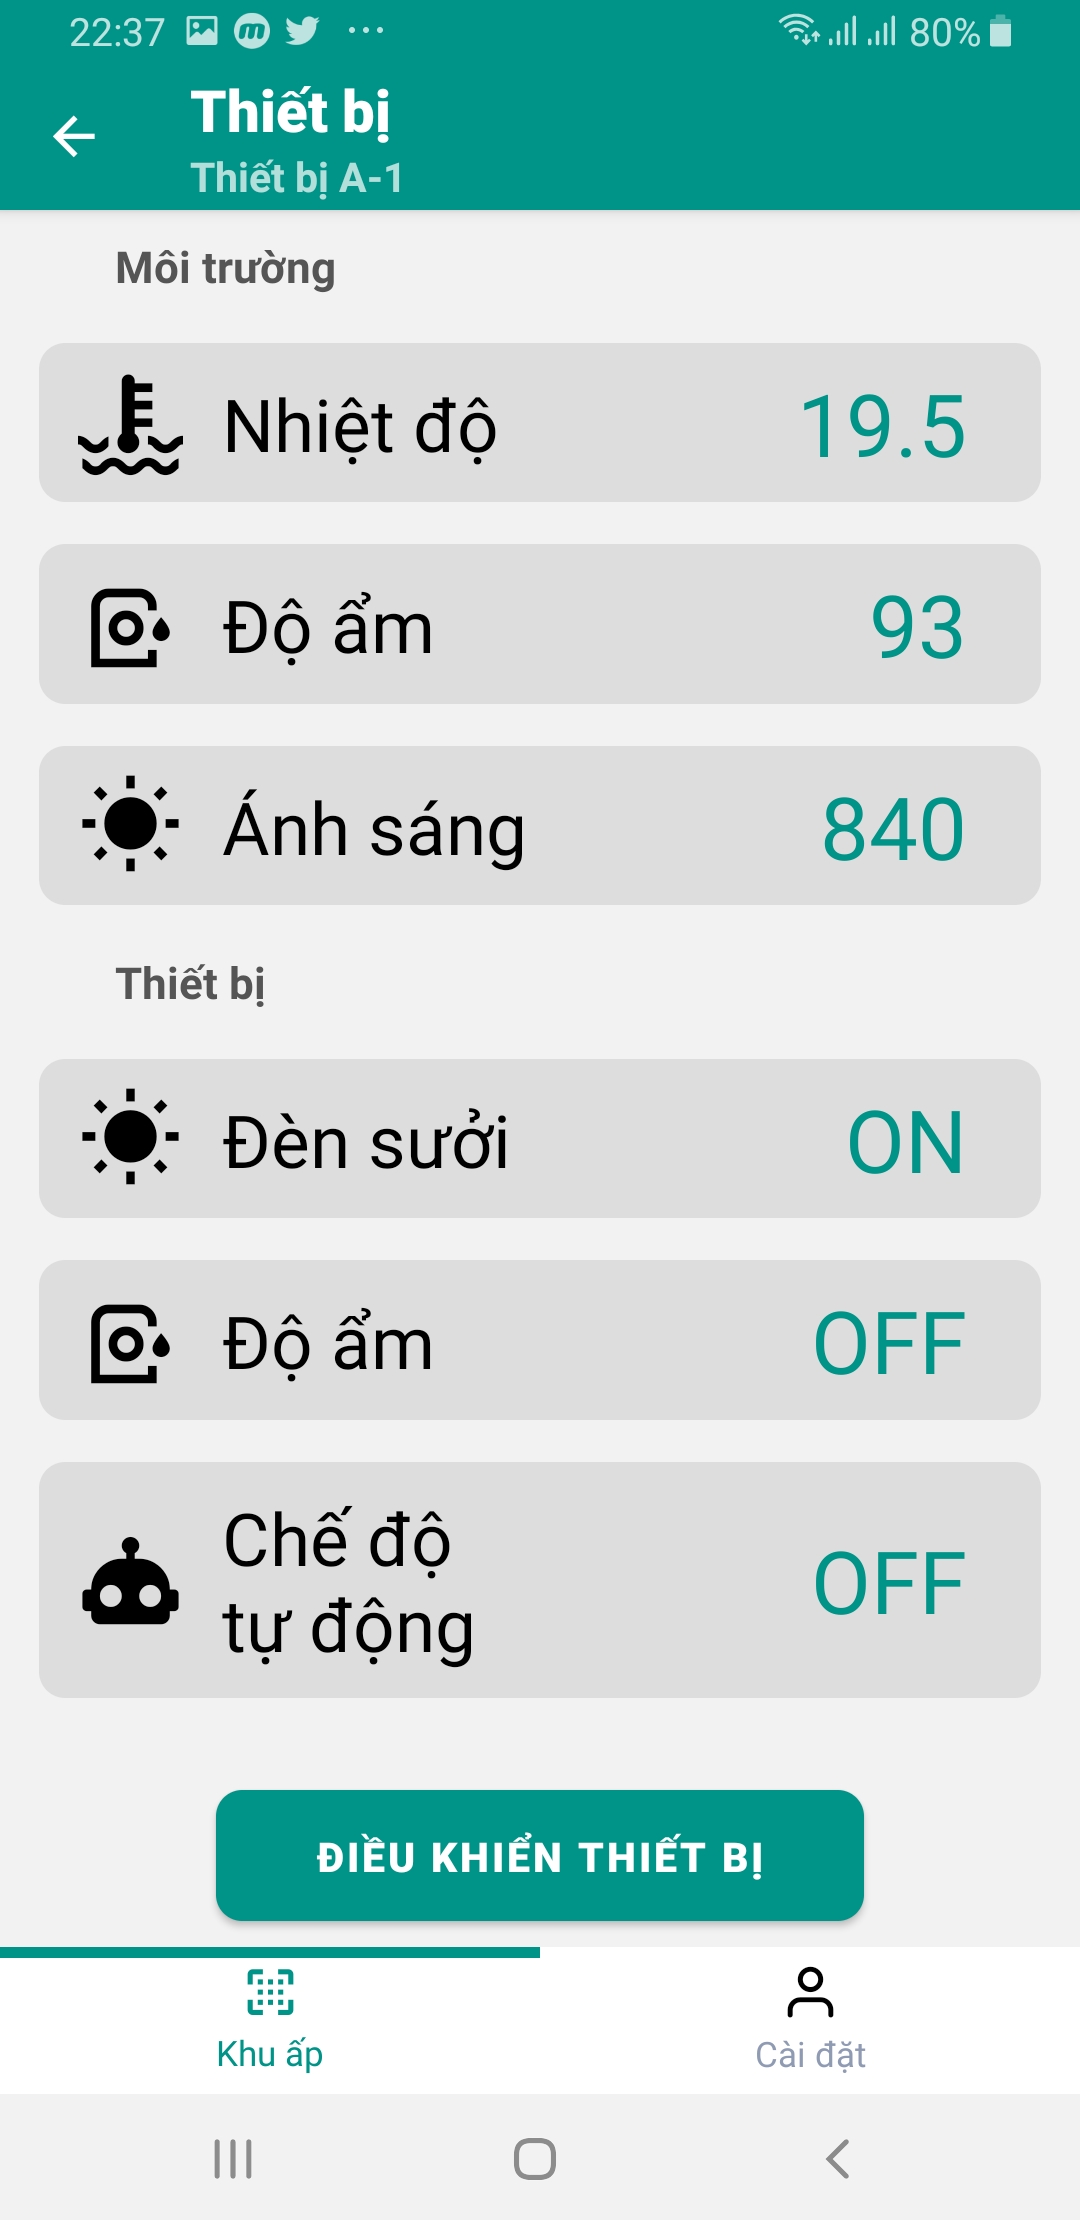 22:37 80%
Thiết bị
Thiết bị A-1
Môi trường
Nhiệt độ 19.5
Độ ẩm 93
Ánh sáng 840
Thiết bị
Đèn sưởi ON
Độ ẩm OFF
Chế độ
tự động OFF
ĐIỀU KHIỂN THIẾT BỊ
Khu ấp Cài đặt